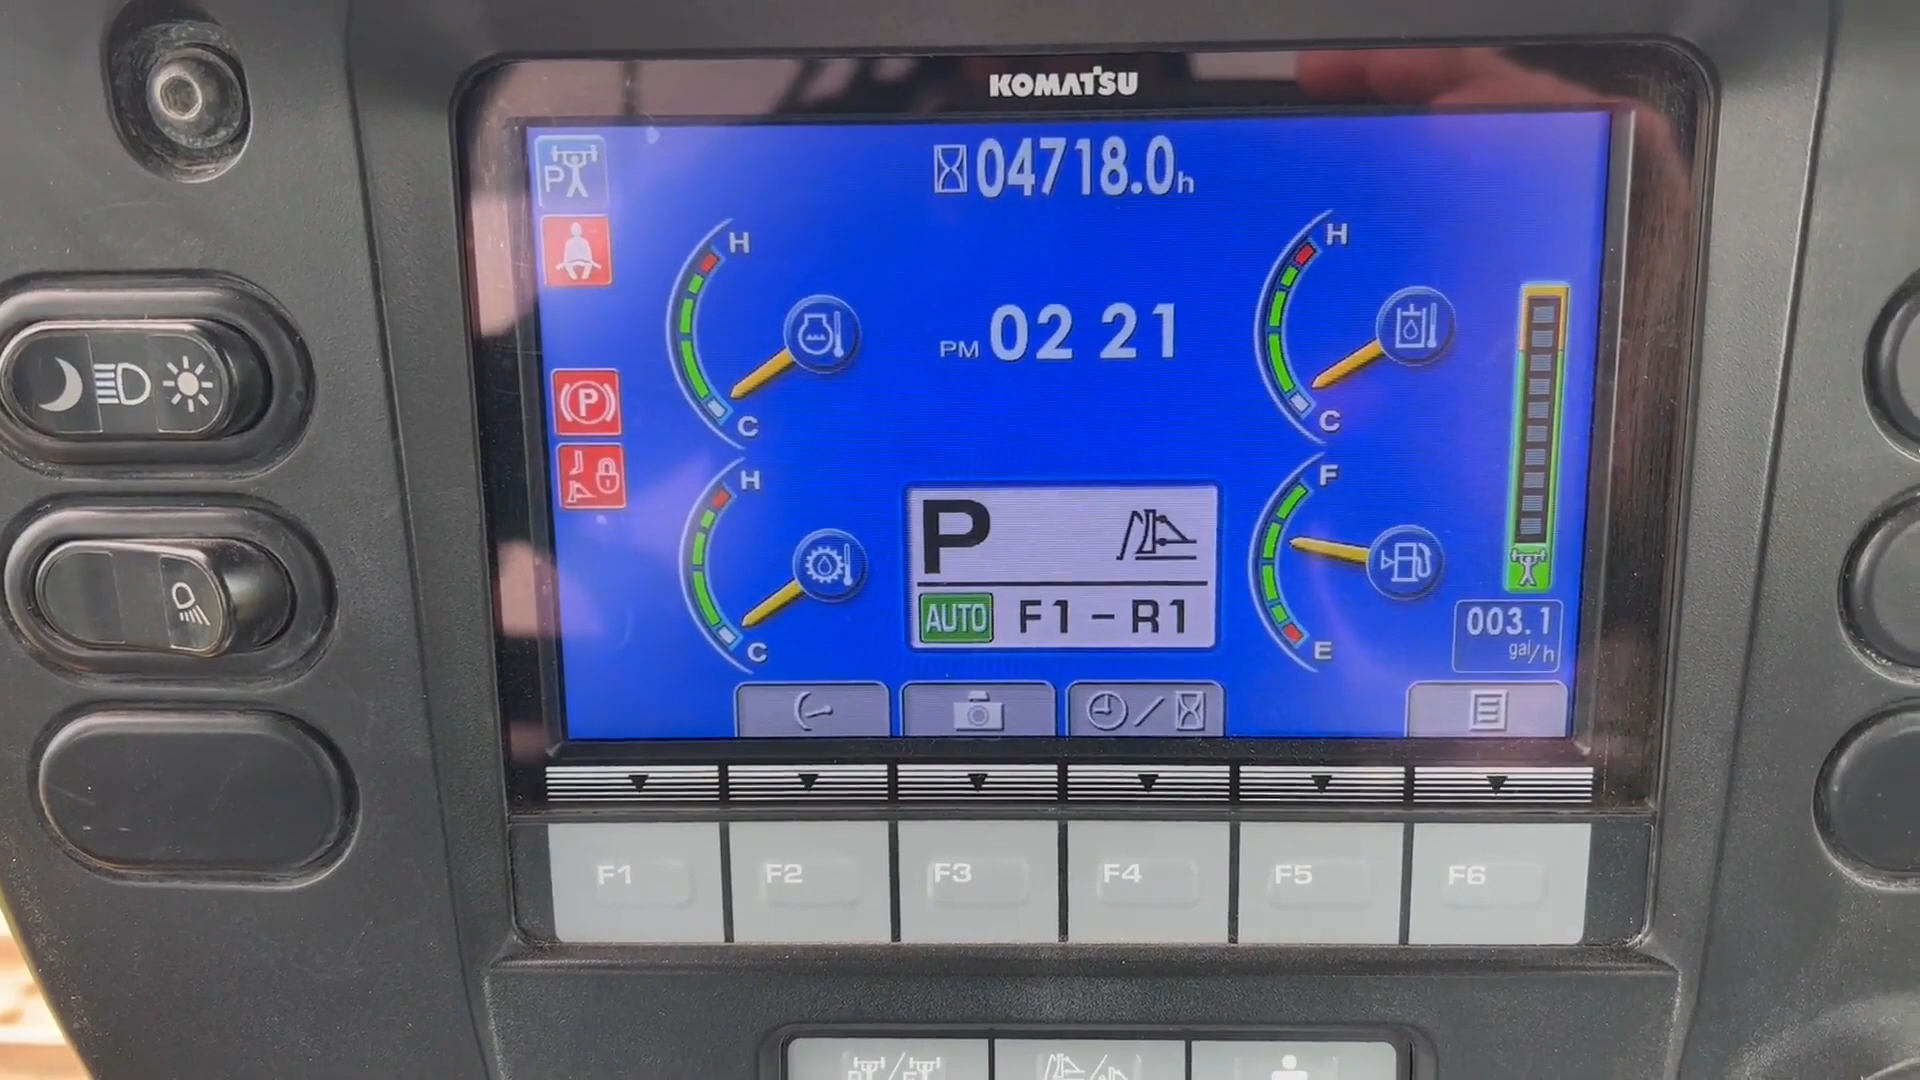 KOMATSU
P
04718.0h
H
H
PM 02 21
P
C
C
H
F
P
AUTO F1-R1
003.1
gal/h
C
E
F1 F2 F3 F4 F5 F6